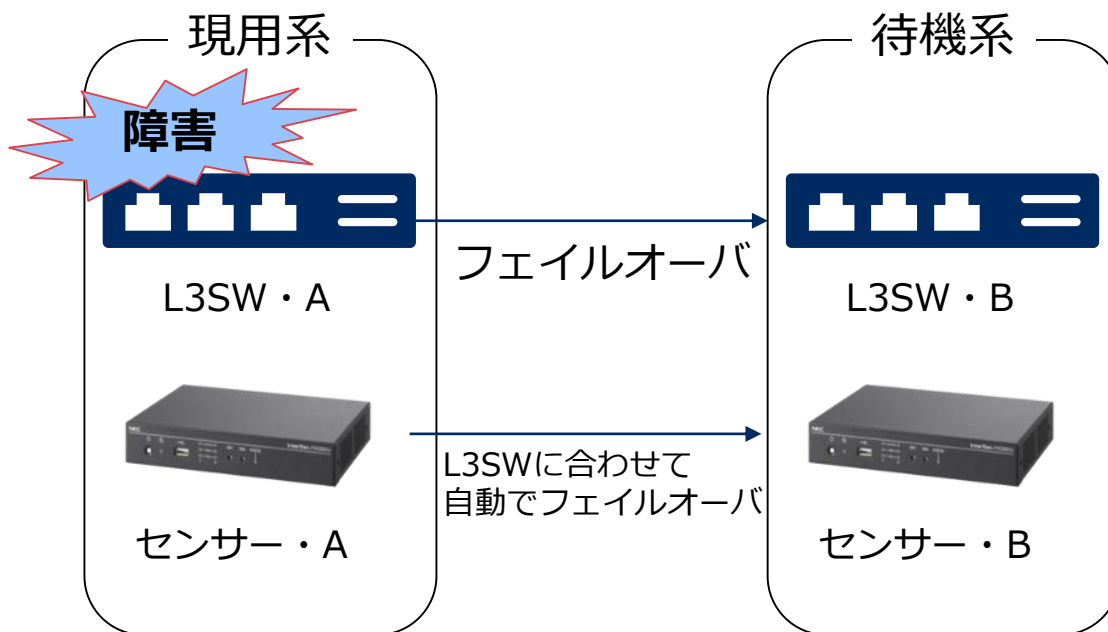 現用系
待機系
障害
フェイルオーバ
L3SW・A
L3SW・B
NEC
L3SWに合わせて
自動でフェイルオーバ
NEC
センサー・A
センサー・B